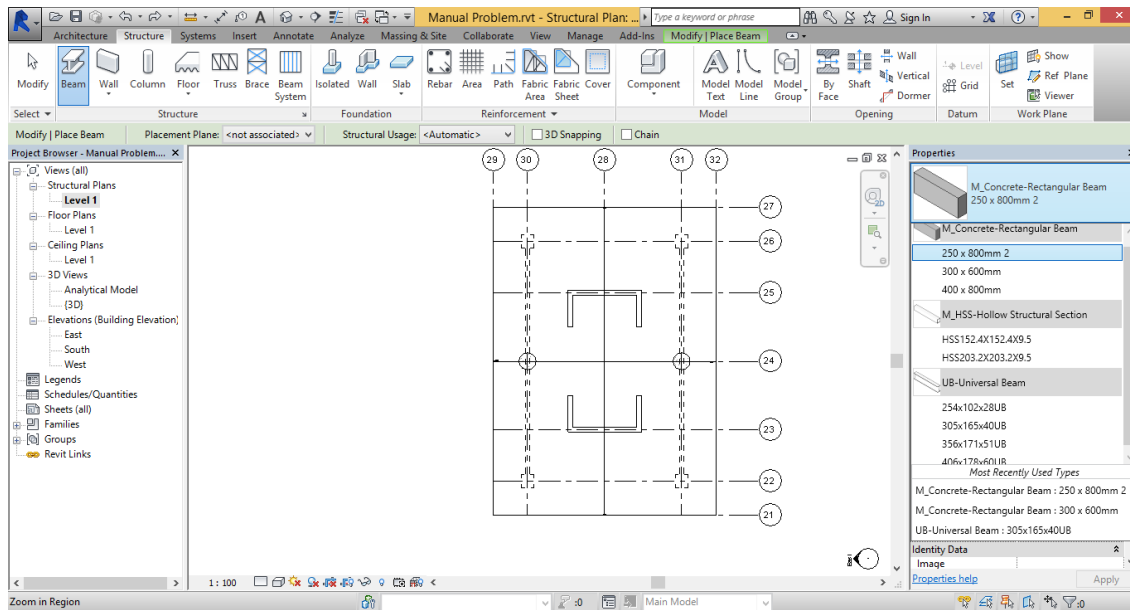 Manual Problem.rvt - Structural Plan: ...
Type a keyword or phrase
Sign In
Architecture Structure Systems Insert Annotate Analyze Massing & Site Collaborate View Manage Add-Ins Modify | Place Beam
Modify Beam Wall Column Floor Truss Brace Beam System Isolated Wall Slab Rebar Area Path Fabric Area Fabric Sheet Cover Component Model Text Model Line Model Group By Face Shaft Wall Vertical Dormer Level Grid Set Show Ref Plane Viewer
Select Structure Foundation Reinforcement Model Opening Datum Work Plane
Modify | Place Beam Placement Plane: <not associated> Structural Usage: <Automatic> 3D Snapping Chain
Project Browser - Manual Problem....
Views (all)
Structural Plans
Level 1
Floor Plans
Level 1
Ceiling Plans
Level 1
3D Views
Analytical Model
{3D}
Elevations (Building Elevation)
East
South
West
Legends
Schedules/Quantities
Sheets (all)
Families
Groups
Revit Links
29 30 28 31 32
27
26
25
24
23
22
21
2D
1 : 100
Properties
M_Concrete-Rectangular Beam
250 x 800mm 2
M_Concrete-Rectangular Beam
250 x 800mm 2
300 x 600mm
400 x 800mm
M_HSS-Hollow Structural Section
HSS152.4X152.4X9.5
HSS203.2X203.2X9.5
UB-Universal Beam
254x102x28UB
305x165x40UB
356x171x51UB
406x178x60UB
Most Recently Used Types
M_Concrete-Rectangular Beam : 250 x 800mm 2
M_Concrete-Rectangular Beam : 300 x 600mm
UB-Universal Beam : 305x165x40UB
Identity Data
Image
Properties help Apply
Zoom in Region :0 Main Model :0